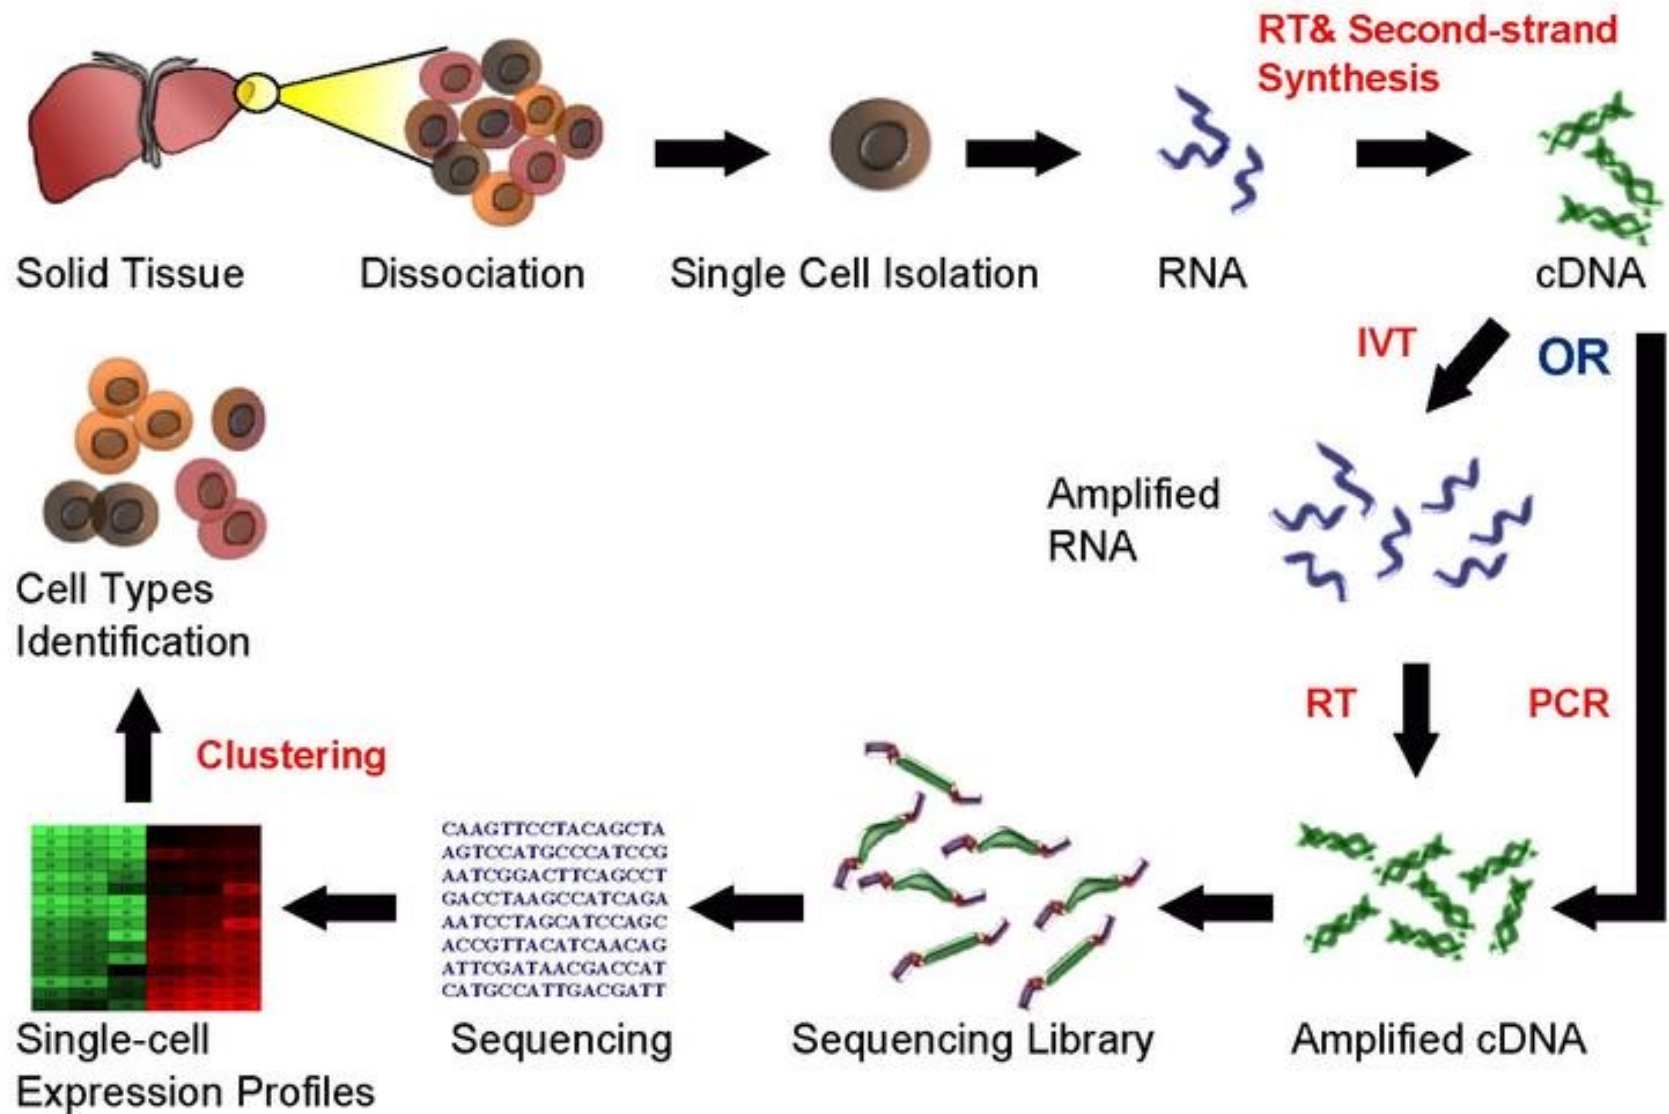 RT& Second-strand
Synthesis
Solid Tissue
Dissociation
Single Cell Isolation
RNA
cDNA
IVT
OR
Amplified
RNA
RT
PCR
Amplified cDNA
Sequencing Library
CAAGTTCCTACAGCTA
AGTCCATGCCCATCCG
AATCGGACTTCAGCCT
GACCTAAGCCATCAGA
AATCCTAGCATCCAGC
ACCGTTACATCAACAG
ATTCGATAACGACCAT
CATGCCATTGACGATT
Sequencing
Single-cell
Expression Profiles
Clustering
Cell Types
Identification